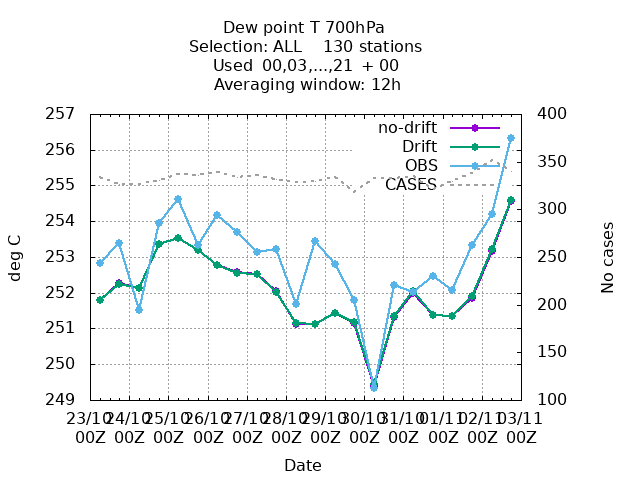 Dew point T 700hPa
Selection: ALL    130 stations
Used  00,03,...,21  + 00
Averaging window: 12h
257
256
255
254
253
252
251
250
249
deg C
400
350
300
250
200
150
100
No cases
no-drift
Drift
OBS
CASES
23/10 24/10 25/10 26/10 27/10 28/10 29/10 30/10 31/10 01/11 02/11 03/11
00Z 00Z 00Z 00Z 00Z 00Z 00Z 00Z 00Z 00Z 00Z 00Z
Date